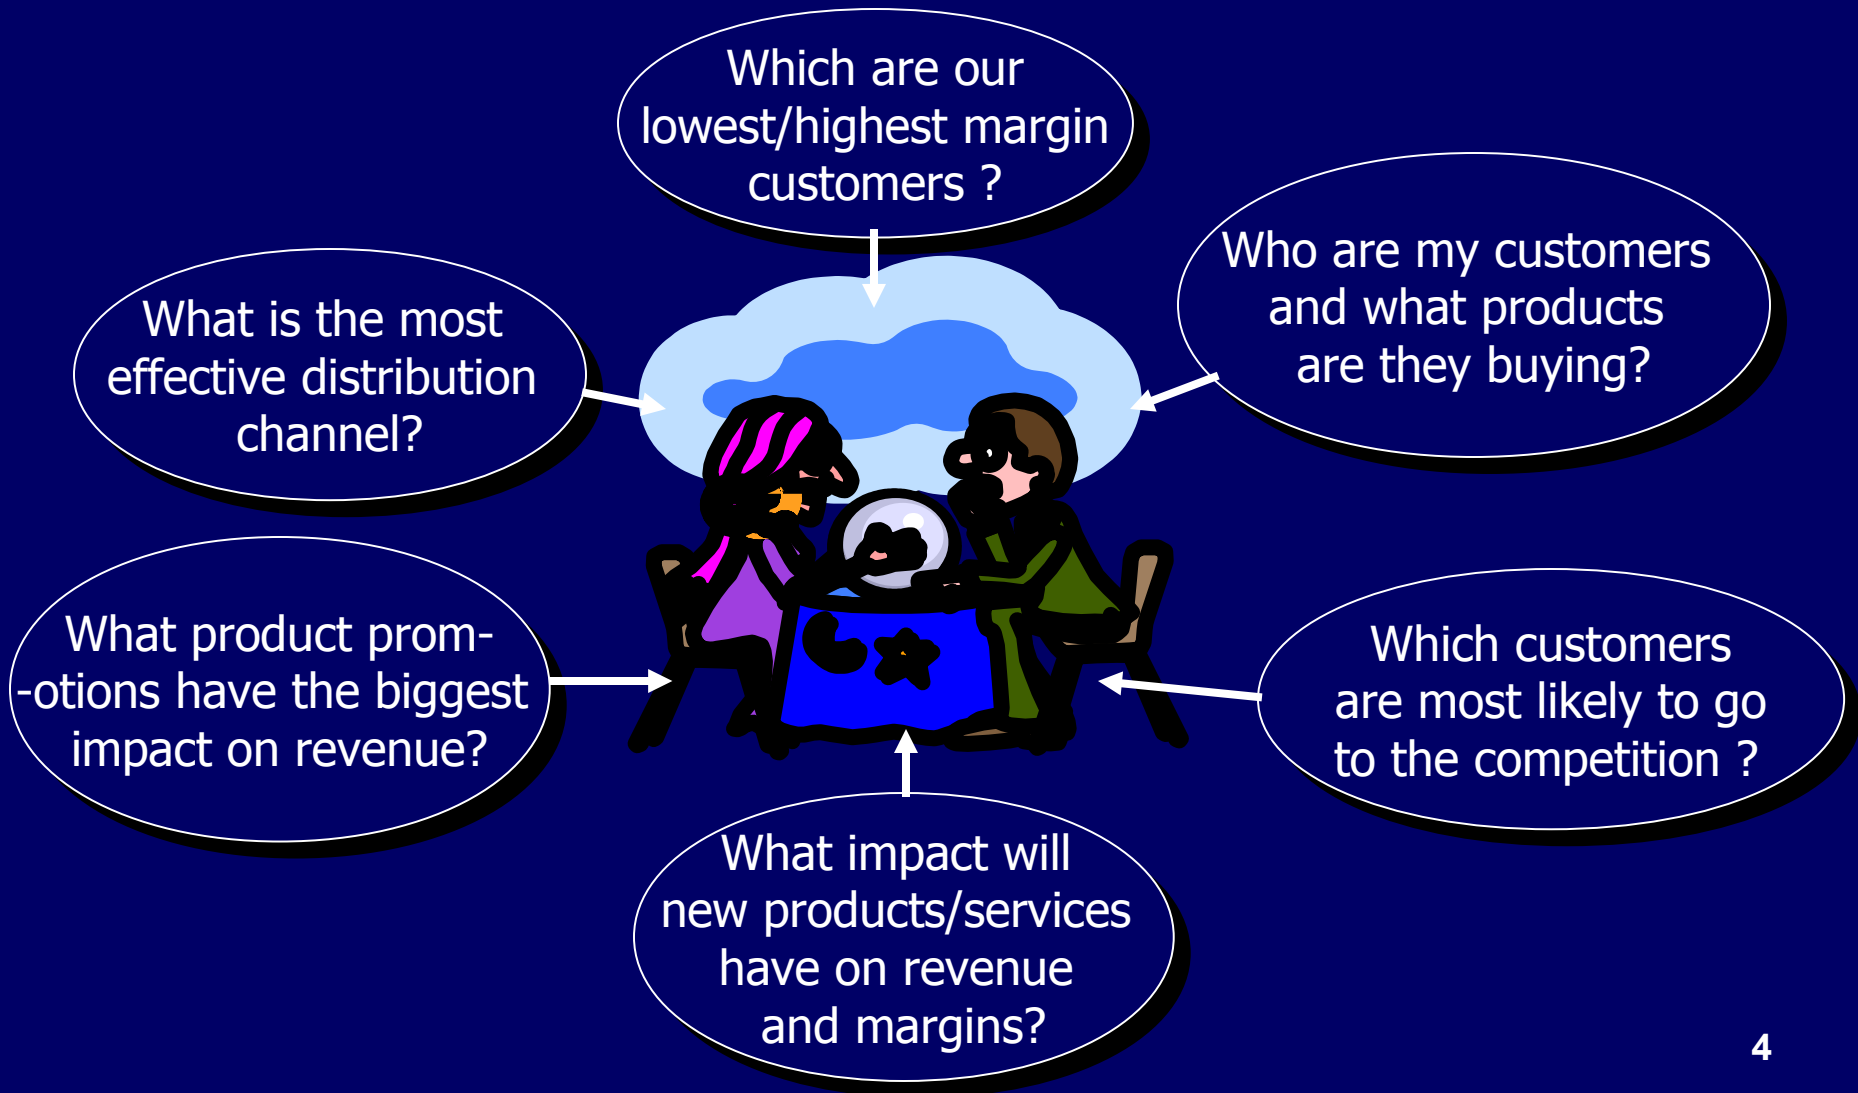 Which are our
lowest/highest margin
customers ?
Who are my customers
and what products
are they buying?
What is the most
effective distribution
channel?
What product prom-
-otions have the biggest
impact on revenue?
Which customers
are most likely to go
to the competition ?
What impact will
new products/services
have on revenue
and margins?
4